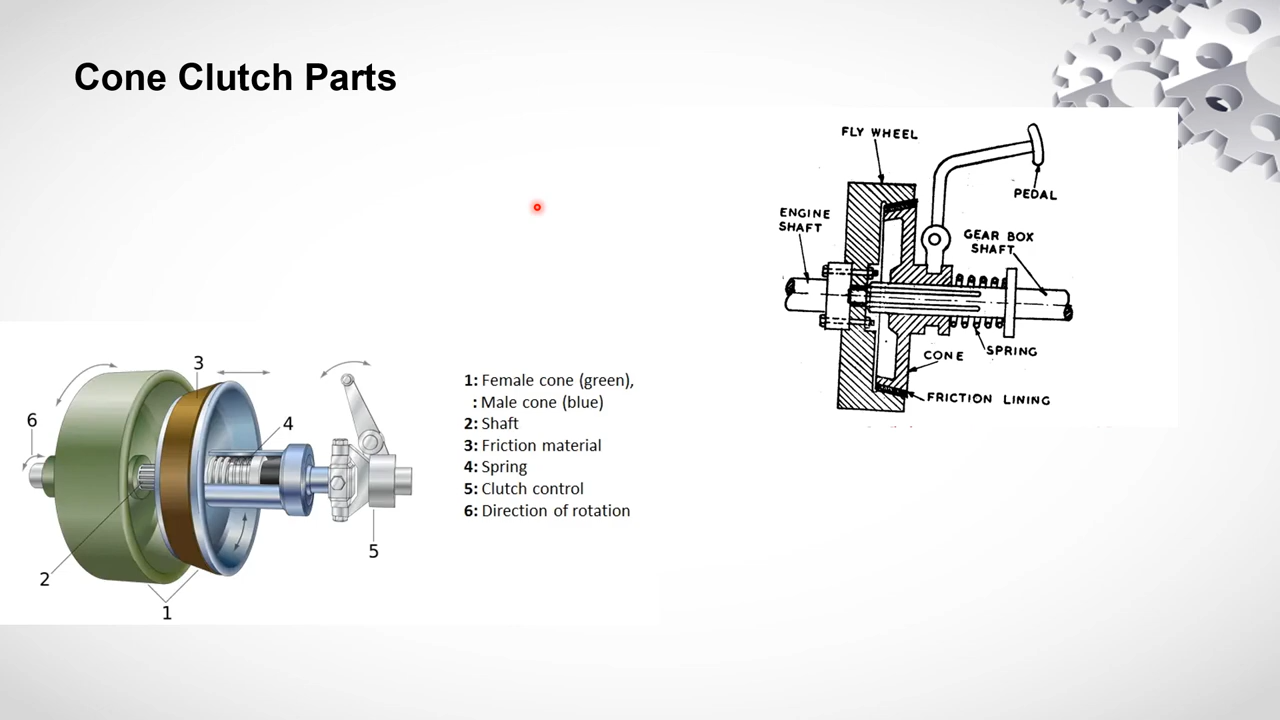 Cone Clutch Parts
FLY WHEEL
PEDAL
ENGINE
SHAFT
GEAR BOX
SHAFT
SPRING
CONE
FRICTION LINING
3
4
6
5
2
1
1: Female cone (green),
: Male cone (blue)
2: Shaft
3: Friction material
4: Spring
5: Clutch control
6: Direction of rotation